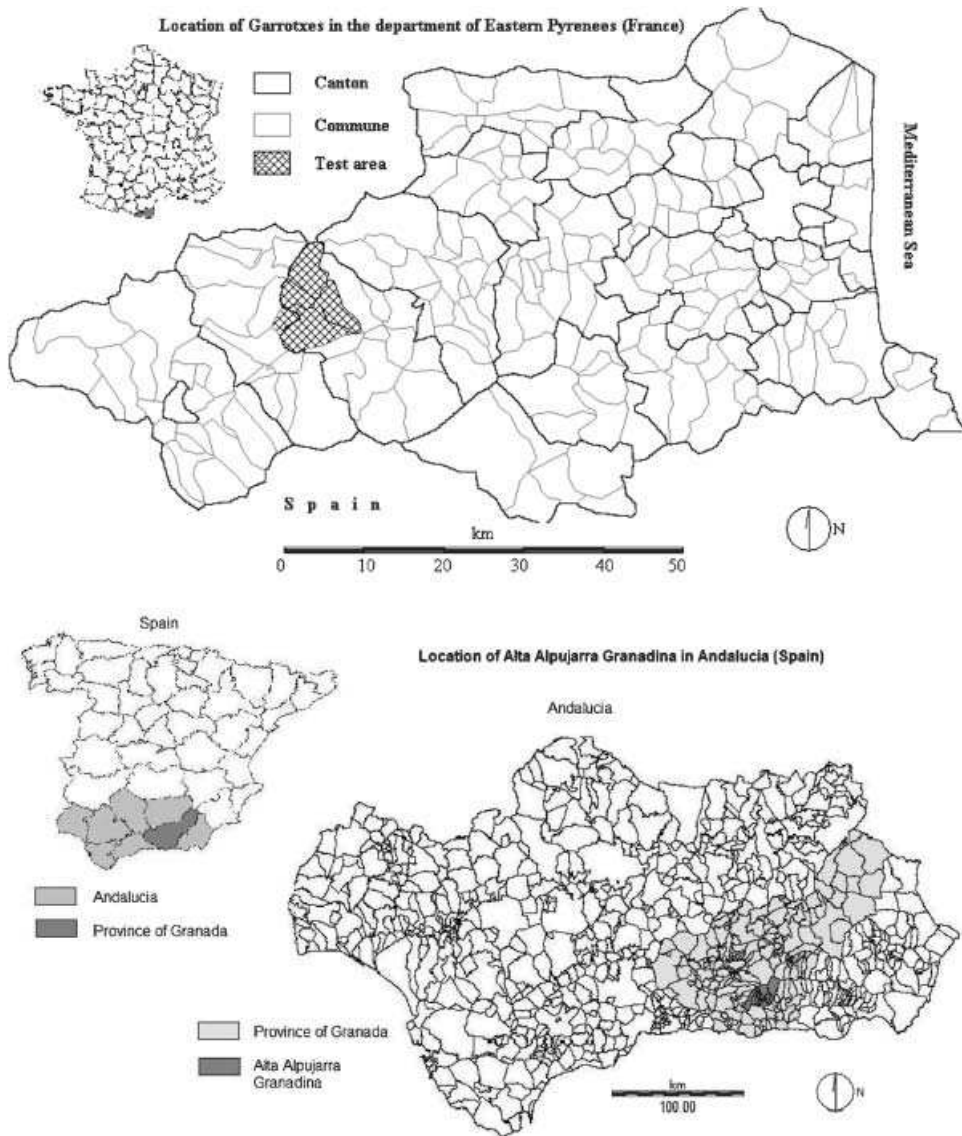 Location of Garrotxes in the department of Eastern Pyrenees (France)
Canton
Commune
Test area
Mediterranean Sea
Spain
N
km
0 10 20 30 40 50
Spain
Location of Alta Alpujarra Granadina in Andalucia (Spain)
Andalucia
Andalucia
Province of Granada
Province of Granada
Alta Alpujarra
Granadina
km
100.00
N